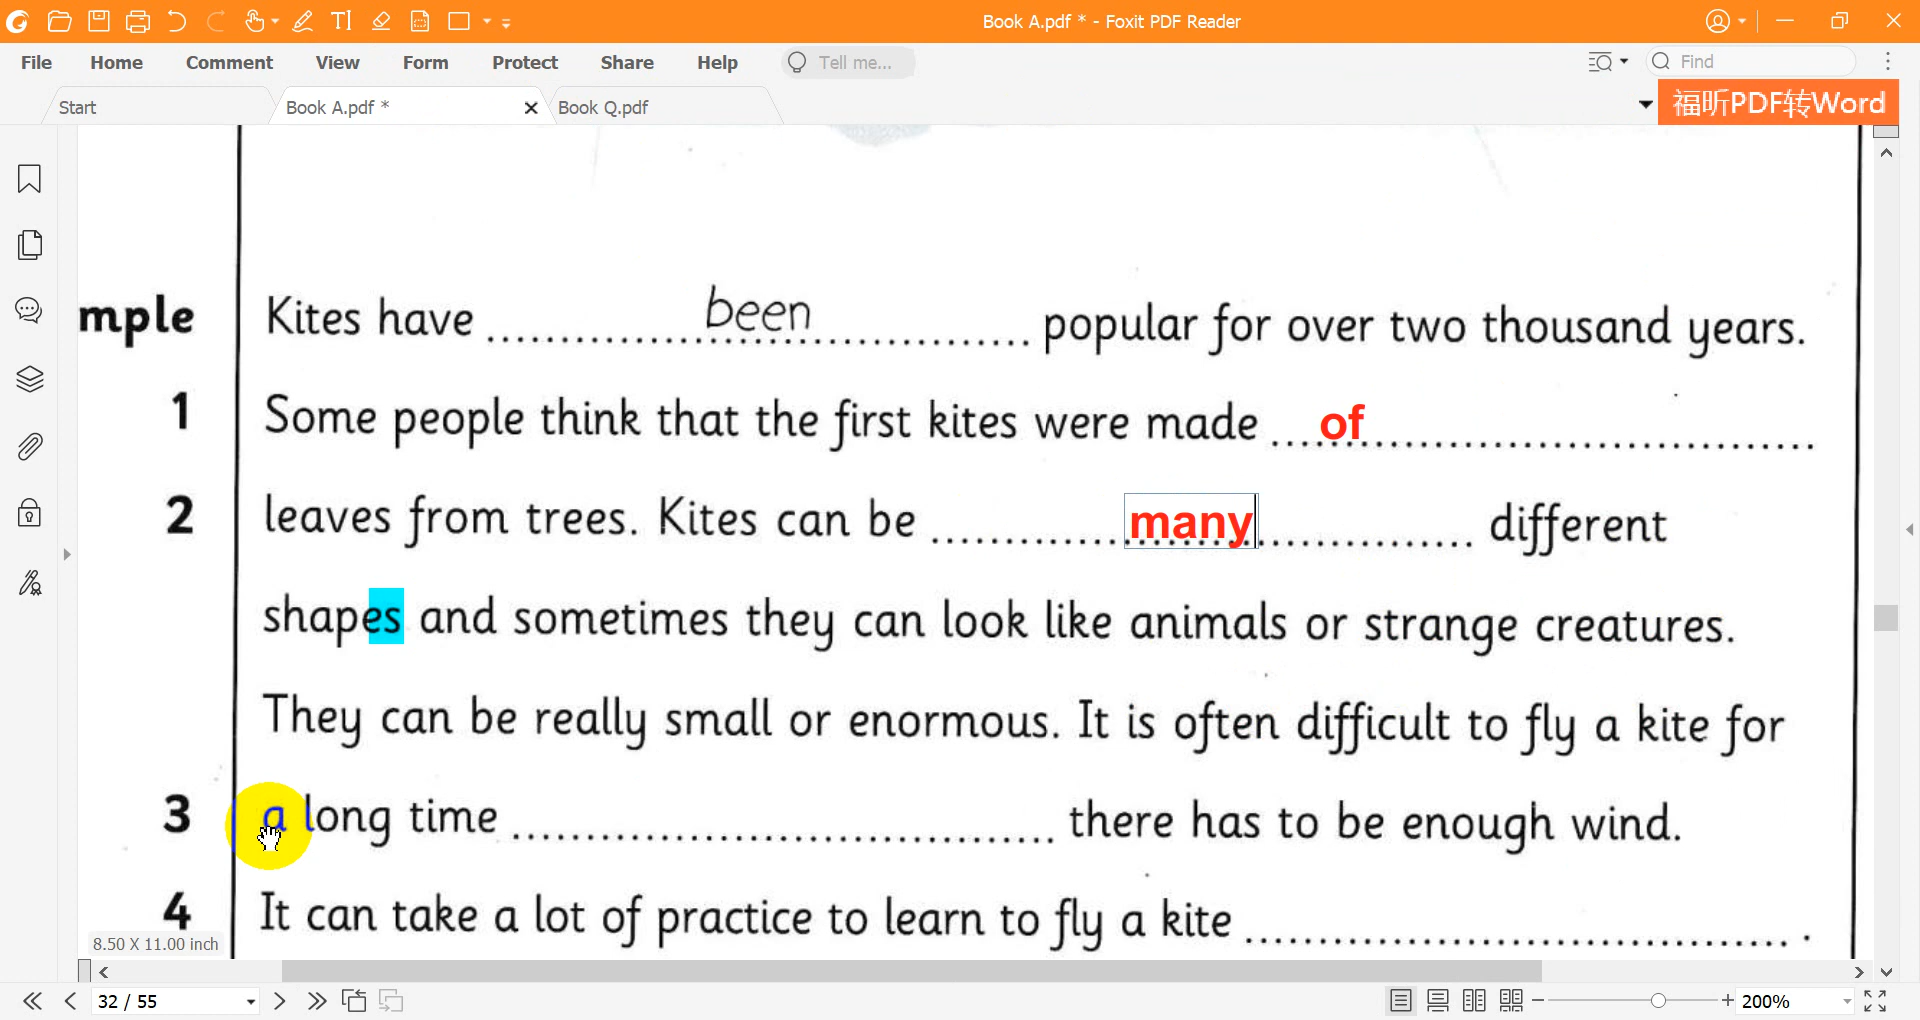 Book A.pdf * - Foxit PDF Reader
File Home Comment View Form Protect Share Help Tell me... Find
Start Book A.pdf * Book Q.pdf 福昕PDF转Word
mple Kites have ..... been ..... popular for over two thousand years.
1 Some people think that the first kites were made ..... of .....
2 leaves from trees. Kites can be ..... many ..... different
shapes and sometimes they can look like animals or strange creatures.
They can be really small or enormous. It is often difficult to fly a kite for
3 a long time ..... there has to be enough wind.
4 It can take a lot of practice to learn to fly a kite ..... .
8.50 X 11.00 inch
32 / 55 200%